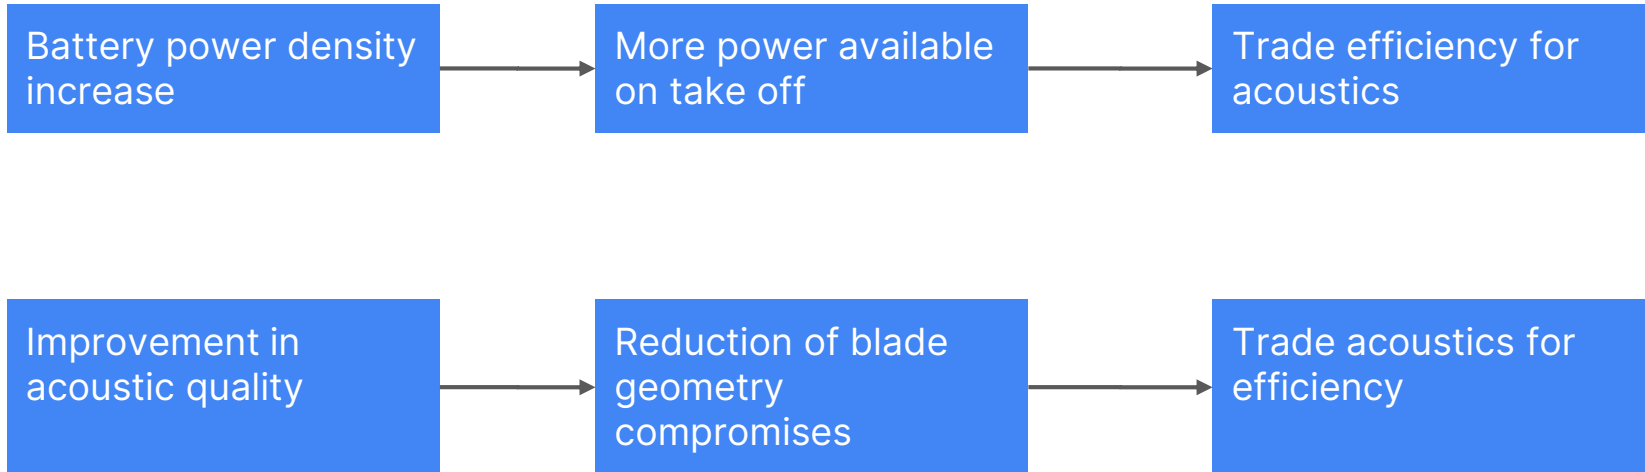 Battery power density
increase
More power available
on take off
Trade efficiency for
acoustics
Improvement in
acoustic quality
Reduction of blade
geometry
compromises
Trade acoustics for
efficiency